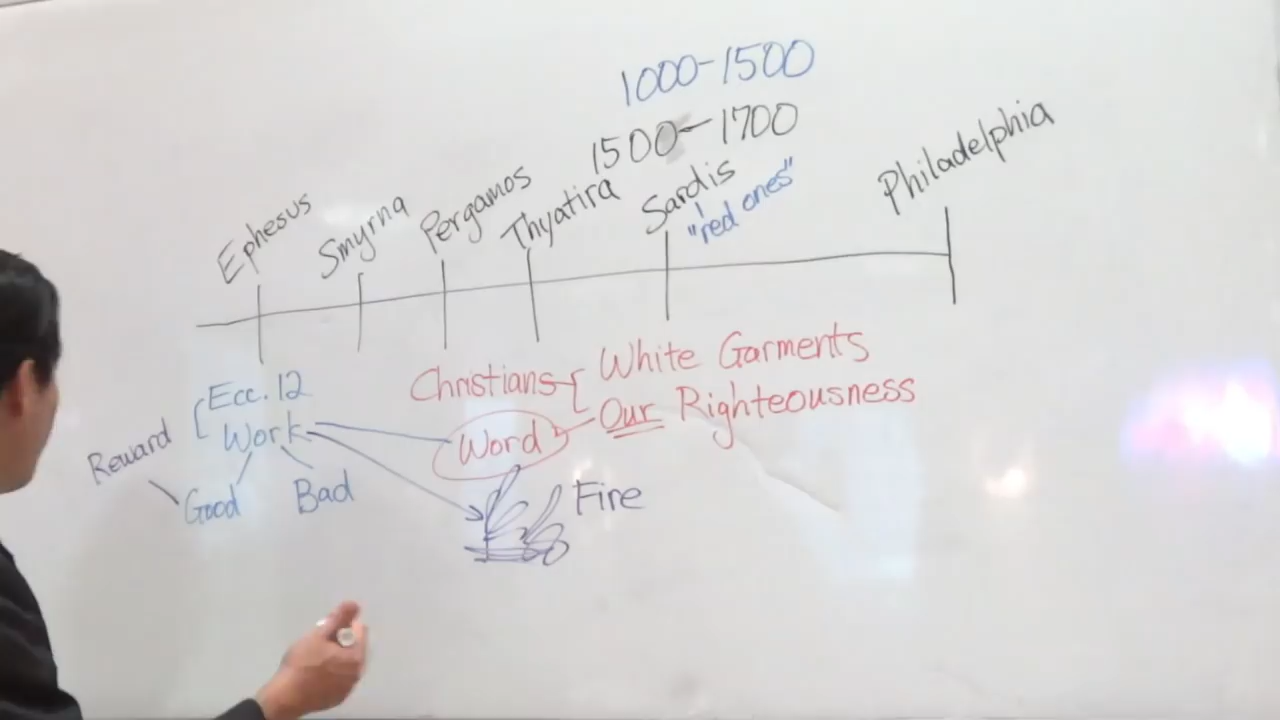 1000-1500
1500-1700
Ephesus
Smyrna
Pergamos
Thyatira
Sardis
"red ones"
Philadelphia
Ecc. 12
Work
Reward
Good
Bad
Christians
White Garments
Our Righteousness
Word
Fire